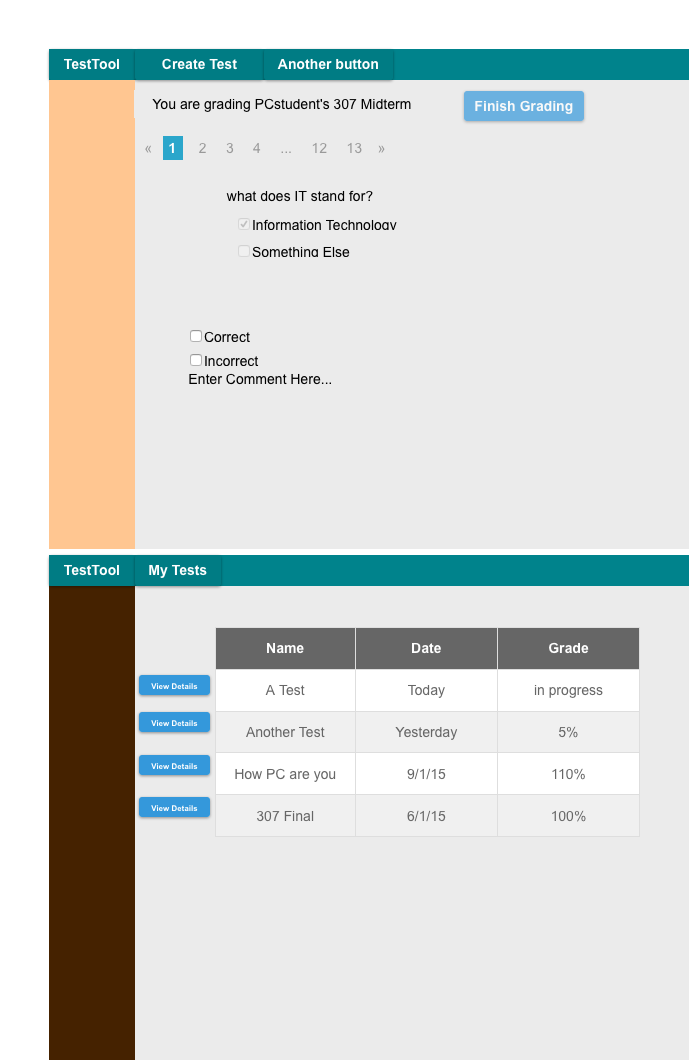 TestTool Create Test Another button
You are grading PCstudent's 307 Midterm Finish Grading
« 1 2 3 4 ... 12 13 »
what does IT stand for?
Information Technology
Something Else
Correct
Incorrect
Enter Comment Here...
TestTool My Tests
Name Date Grade
View Details A Test Today in progress
View Details Another Test Yesterday 5%
View Details How PC are you 9/1/15 110%
View Details 307 Final 6/1/15 100%